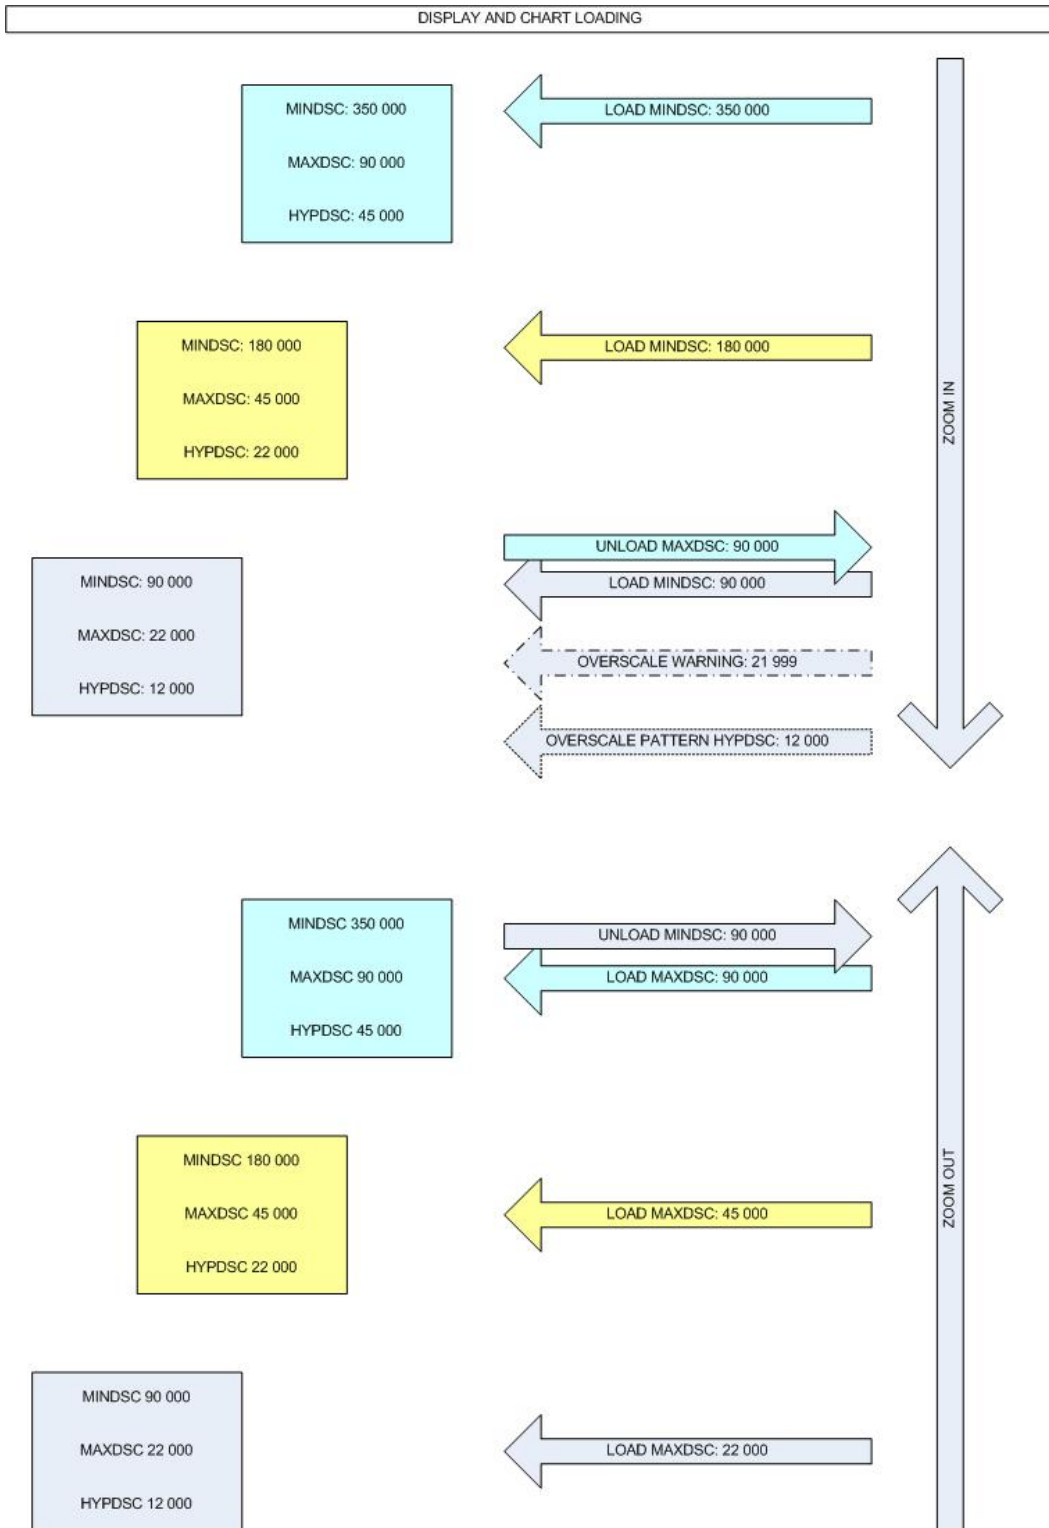 DISPLAY AND CHART LOADING
MINDSC: 350 000
MAXDSC: 90 000
HYPDSC: 45 000
LOAD MINDSC: 350 000
MINDSC: 180 000
MAXDSC: 45 000
HYPDSC: 22 000
LOAD MINDSC: 180 000
ZOOM IN
MINDSC: 90 000
MAXDSC: 22 000
HYPDSC: 12 000
UNLOAD MAXDSC: 90 000
LOAD MINDSC: 90 000
OVERSCALE WARNING: 21 999
OVERSCALE PATTERN HYPDSC: 12 000
MINDSC 350 000
MAXDSC 90 000
HYPDSC 45 000
UNLOAD MINDSC: 90 000
LOAD MAXDSC: 90 000
MINDSC 180 000
MAXDSC 45 000
HYPDSC 22 000
LOAD MAXDSC: 45 000
ZOOM OUT
MINDSC 90 000
MAXDSC 22 000
HYPDSC 12 000
LOAD MAXDSC: 22 000